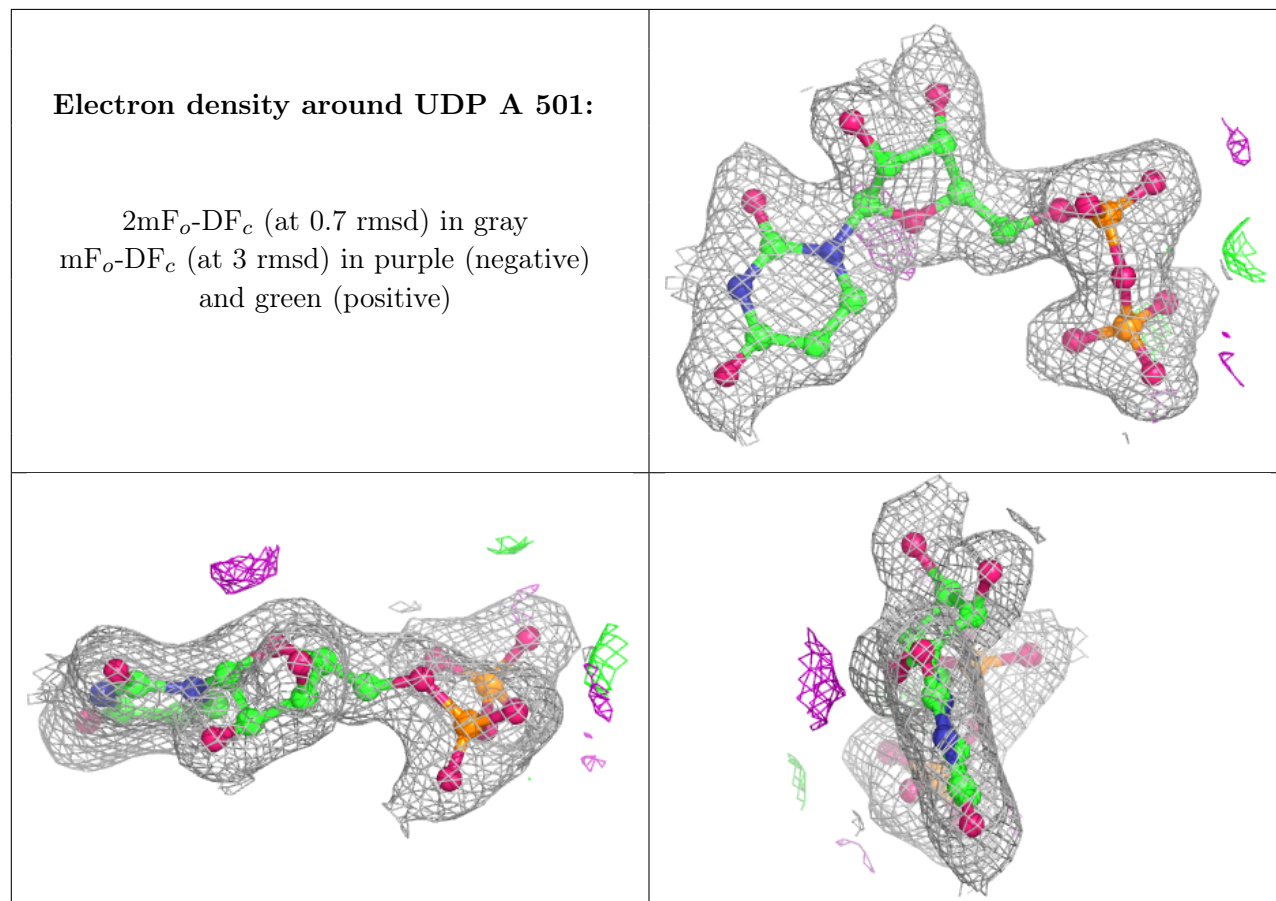 Electron density around UDP A 501:
2mFo-DFc (at 0.7 rmsd) in gray
mFo-DFc (at 3 rmsd) in purple (negative)
and green (positive)